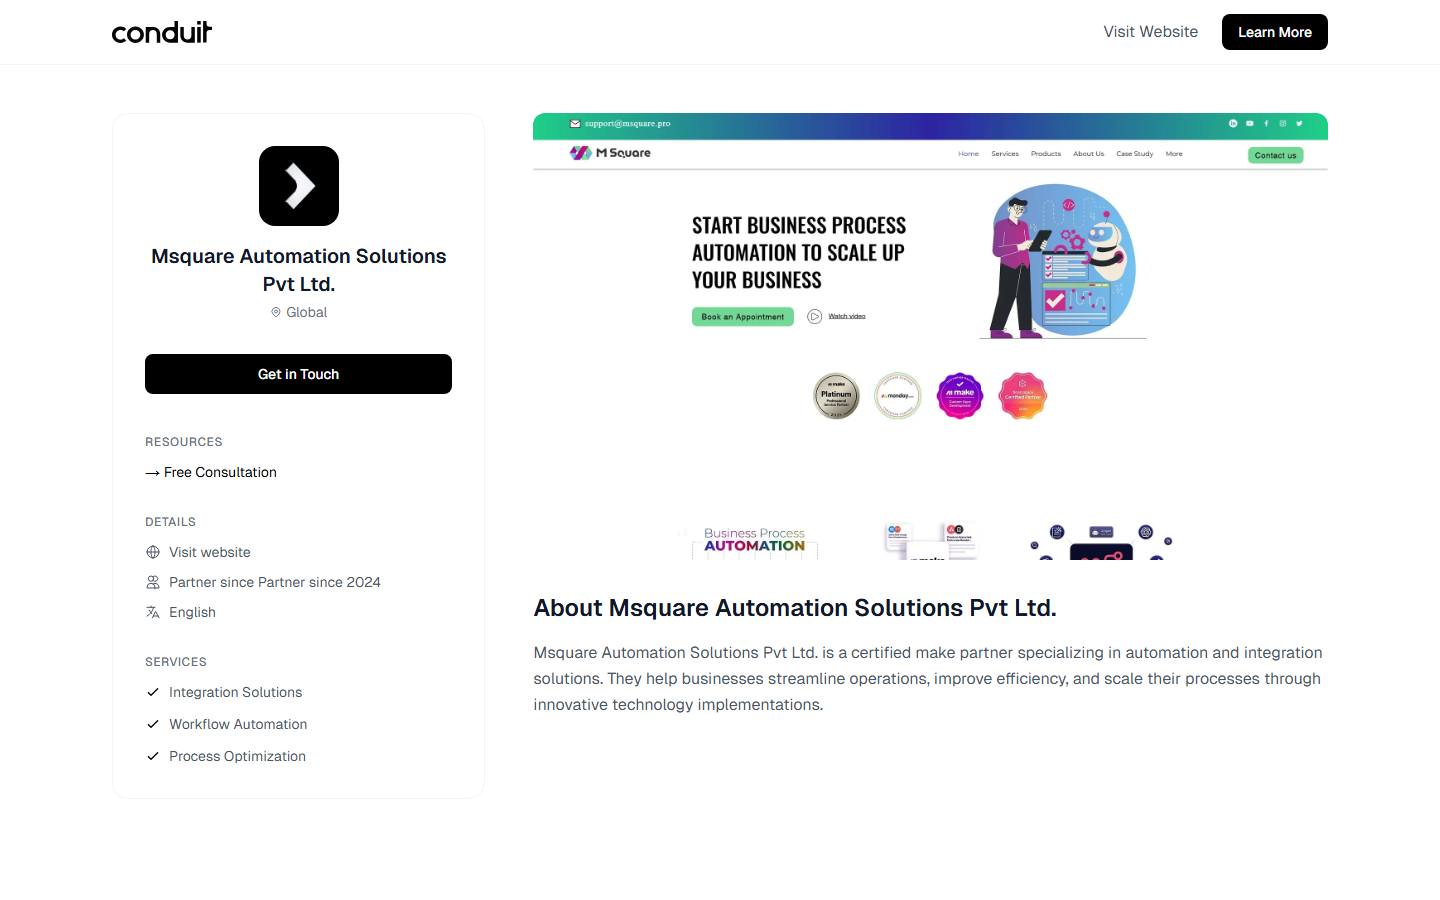 conduit
Visit Website
Learn More
Msquare Automation Solutions
Pvt Ltd.
Global
Get in Touch
RESOURCES
→ Free Consultation
DETAILS
Visit website
Partner since Partner since 2024
English
SERVICES
Integration Solutions
Workflow Automation
Process Optimization
support@msquare.pro
M Square
Home Services Products About Us Case Study More
Contact us
START BUSINESS PROCESS
AUTOMATION TO SCALE UP
YOUR BUSINESS
Book an Appointment
Watch video
make
Platinum
monday.com
make
Certified Partner
Business Process
AUTOMATION
About Msquare Automation Solutions Pvt Ltd.
Msquare Automation Solutions Pvt Ltd. is a certified make partner specializing in automation and integration
solutions. They help businesses streamline operations, improve efficiency, and scale their processes through
innovative technology implementations.